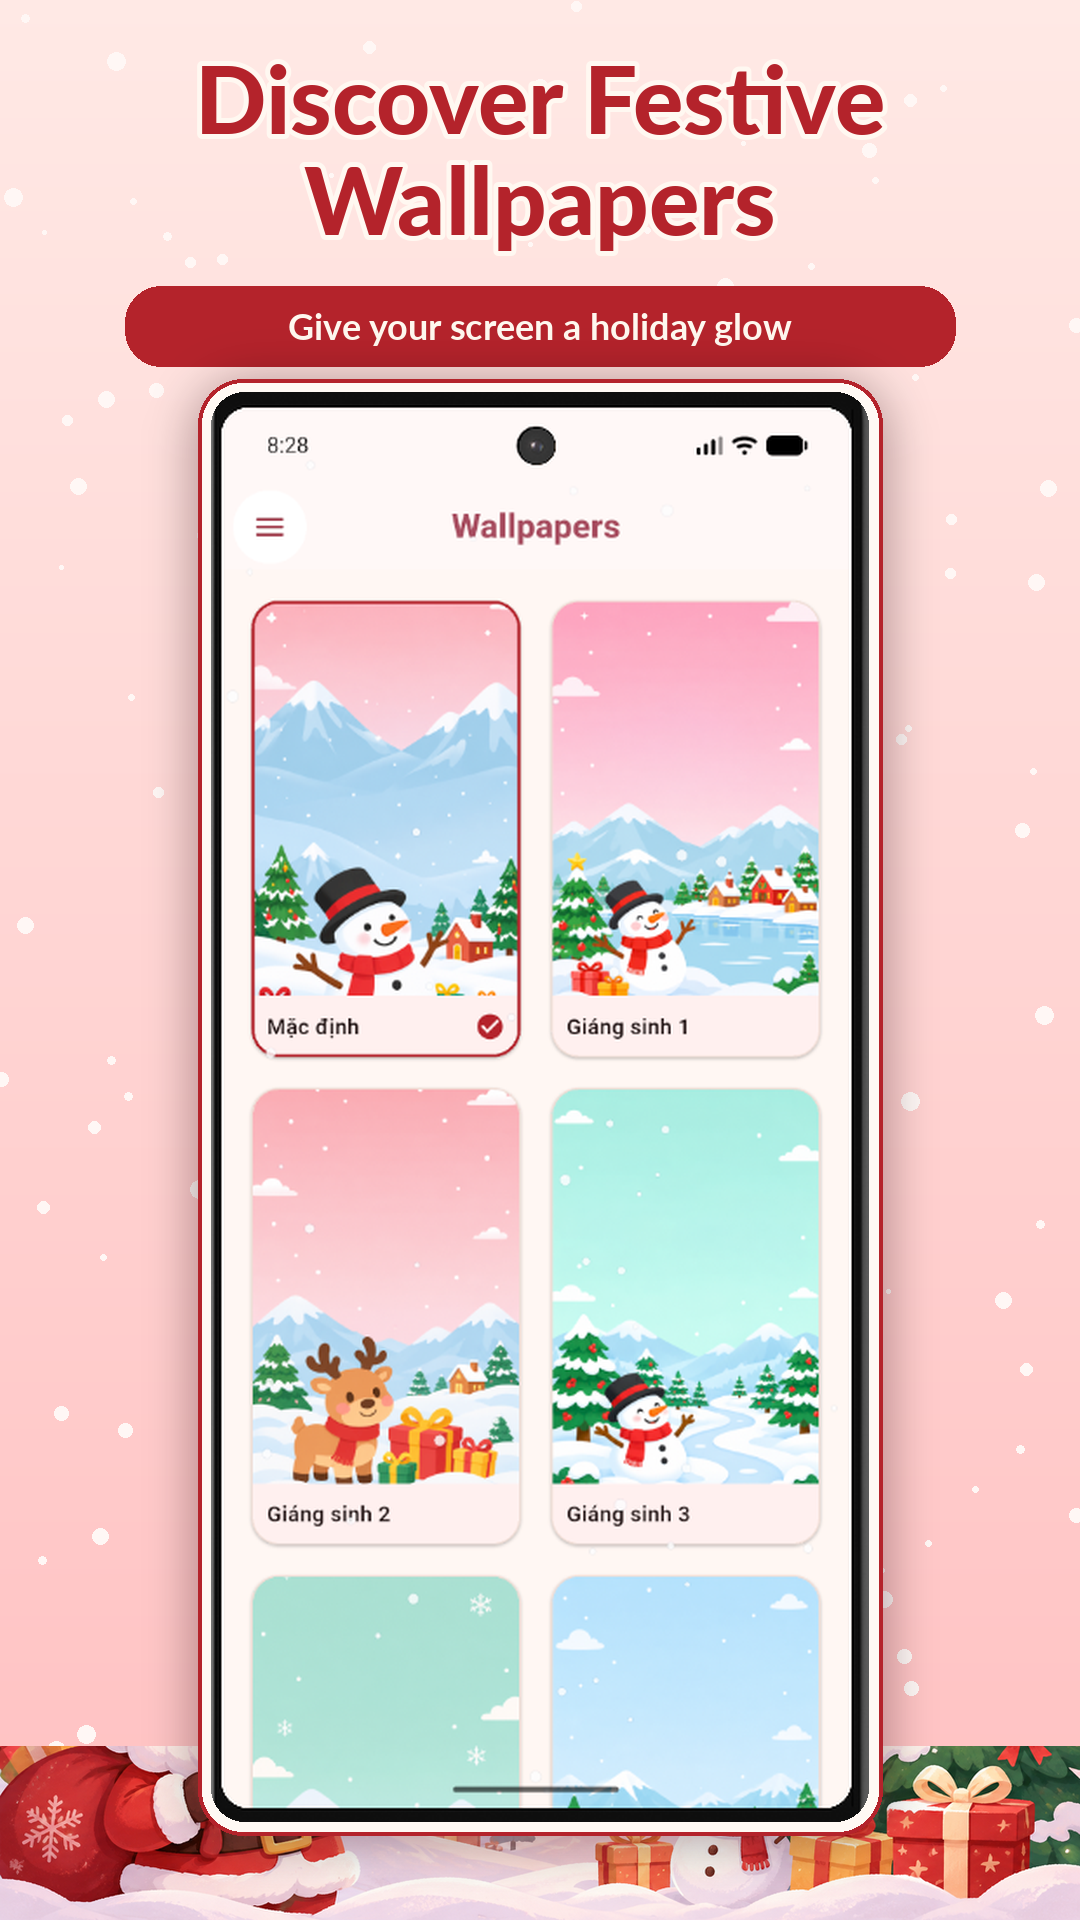 Discover Festive
Wallpapers
Give your screen a holiday glow
8:28
Wallpapers
Mặc định
Giáng sinh 1
Giáng sinh 2
Giáng sinh 3